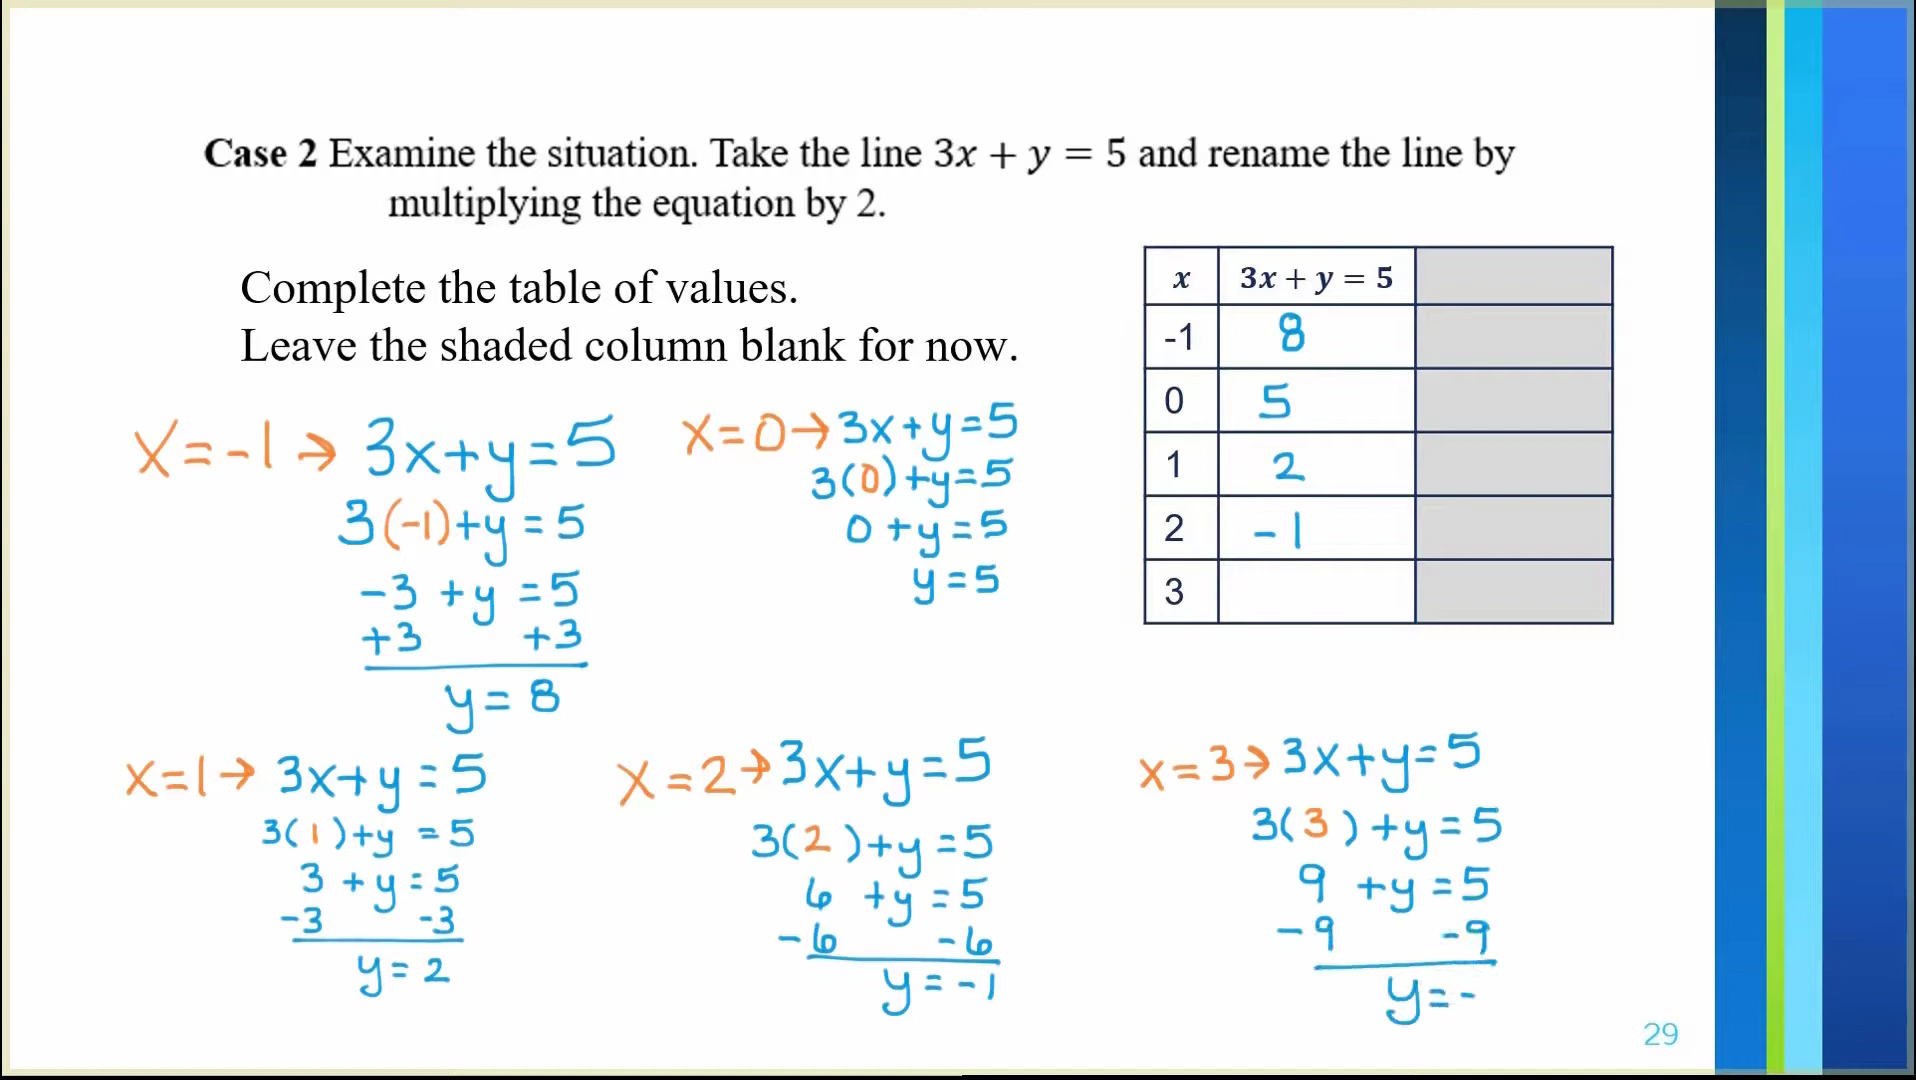 Case 2 Examine the situation. Take the line 3x + y = 5 and rename the line by
multiplying the equation by 2.
Complete the table of values.
Leave the shaded column blank for now.
x 3x + y = 5
-1 8
0 5
1 2
2 -1
3
x=-1→ 3x+y=5
3(-1)+y=5
-3 +y =5
+3 +3
y=8
x=0→3x+y=5
3(0)+y=5
0+y=5
y=5
x=1→ 3x+y=5
3(1)+y =5
3 +y=5
-3 -3
y=2
x=2→3x+y=5
3(2)+y=5
6 +y=5
-6 -6
y=-1
x=3→3x+y=5
3(3)+y=5
9 +y=5
-9 -9
y=-
29